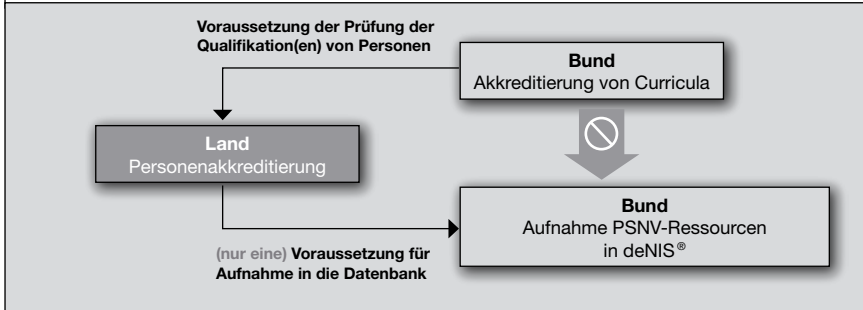 Voraussetzung der Prüfung der
Qualifikation(en) von Personen
Bund
Akkreditierung von Curricula
Land
Personenakkreditierung
Bund
Aufnahme PSNV-Ressourcen
in deNIS®
(nur eine) Voraussetzung für
Aufnahme in die Datenbank